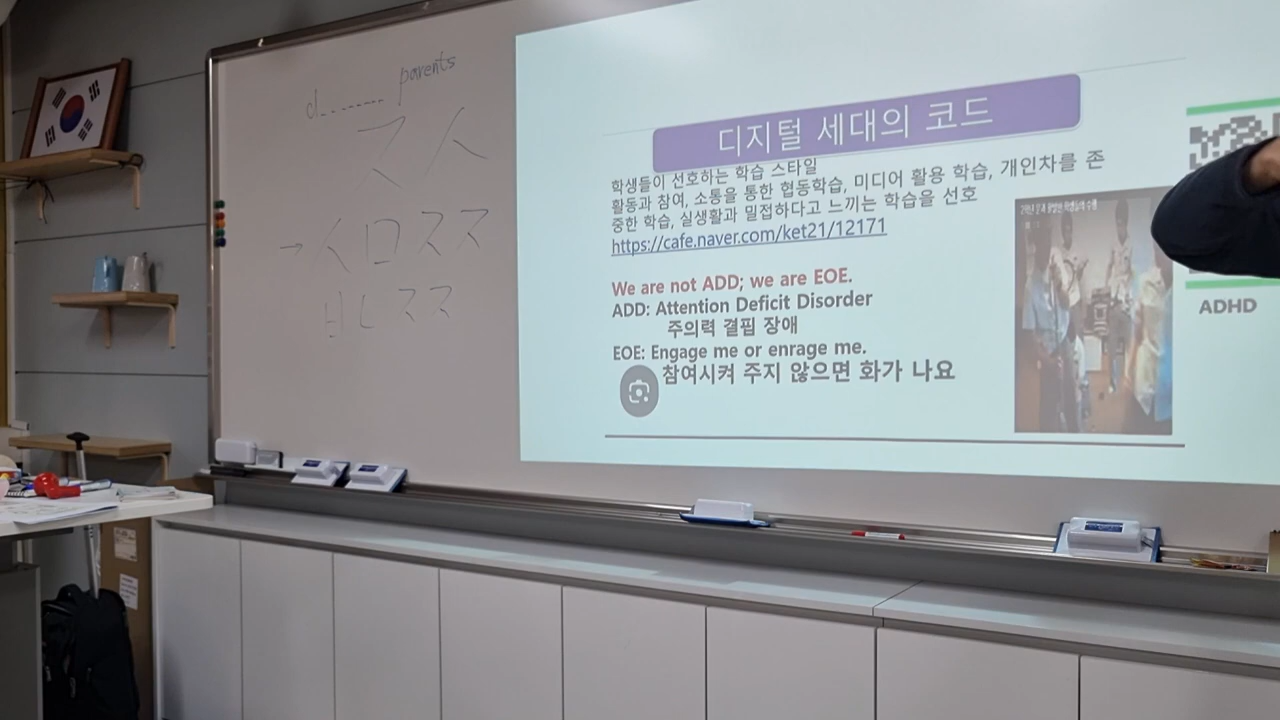 parents
d
ㅈ ㅅ
→ ㅅㅁㅈㅈ
ㅂㄴㅈㅈ
디지털 세대의 코드
학생들이 선호하는 학습 스타일
활동과 참여, 소통을 통한 협동학습, 미디어 활용 학습, 개인차를 존
중한 학습, 실생활과 밀접하다고 느끼는 학습을 선호
https://cafe.naver.com/ket21/12171
We are not ADD; we are EOE.
ADD: Attention Deficit Disorder
주의력 결핍 장애
EOE: Engage me or enrage me.
참여시켜 주지 않으면 화가 나요
ADHD